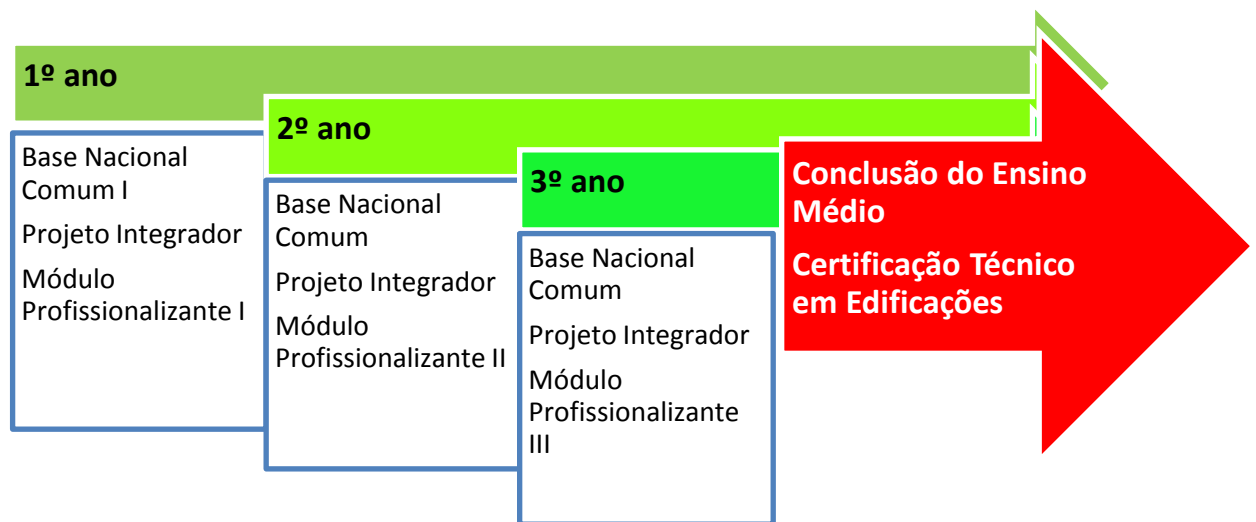 1º ano
Base Nacional
Comum I
Projeto Integrador
Módulo
Profissionalizante I
2º ano
Base Nacional
Comum
Projeto Integrador
Módulo
Profissionalizante II
3º ano
Base Nacional
Comum
Projeto Integrador
Módulo
Profissionalizante
III
Conclusão do Ensino
Médio
Certificação Técnico
em Edificações